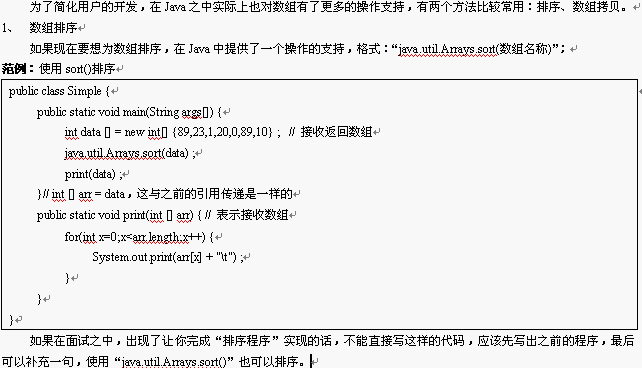 为了简化用户的开发，在 Java 之中实际上也对数组有了更多的操作支持，有两个方法比较常用：排序、数组拷贝。
1、 数组排序
如果现在要想为数组排序，在 Java 中提供了一个操作的支持，格式：“java.util.Arrays.sort(数组名称)”；
范例：使用 sort()排序
public class Simple {
public static void main(String args[]) {
int data [] = new int[] {89,23,1,20,0,89,10} ; // 接收返回数组
java.util.Arrays.sort(data) ;
print(data) ;
}// int [] arr = data，这与之前的引用传递是一样的
public static void print(int [] arr) { // 表示接收数组
for(int x=0;x<arr.length;x++) {
System.out.print(arr[x] + "\t") ;
}
}
}
如果在面试之中，出现了让你完成“排序程序”实现的话，不能直接写这样的代码，应该先写出之前的程序，最后
可以补充一句，使用“java.util.Arrays.sort()”也可以排序。